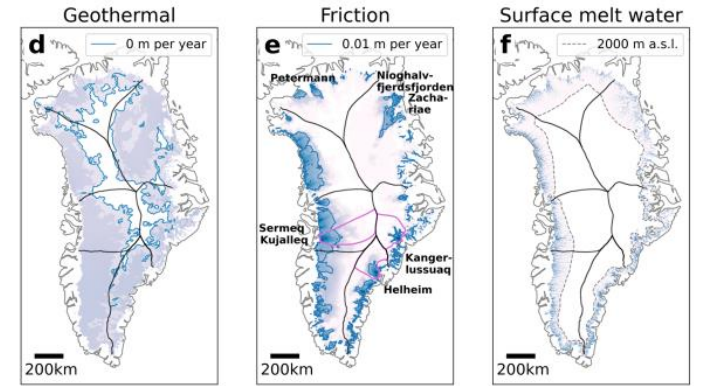 Geothermal
d
0 m per year
200km
Friction
e
0.01 m per year
Petermann
Nioghalv-
fjerdsfjorden
Zacha-
riae
Sermeq
Kujalleq
Kanger-
lussuaq
Helheim
200km
Surface melt water
f
2000 m a.s.l.
200km